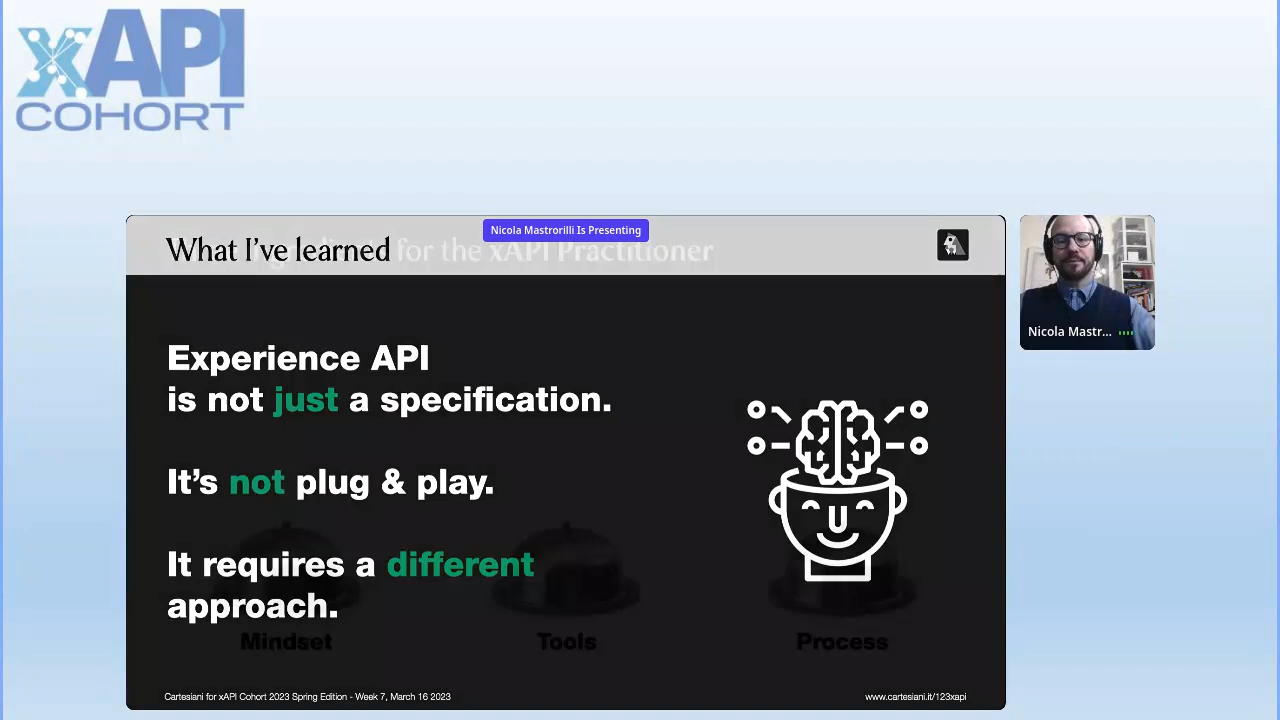 xAPI
COHORT
Nicola Mastrorilli Is Presenting
What I've learned
for the xAPI Practitioner
Nicola Mastr...
Experience API
is not just a specification.
It's not plug & play.
It requires a different
approach.
Mindset
Tools
Process
Cartesiani for xAPI Cohort 2023 Spring Edition - Week 7, March 16 2023
www.cartesiani.it/123xapi